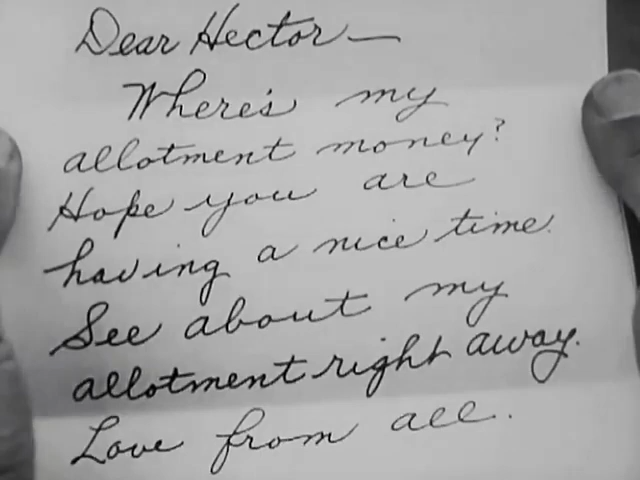 Dear Hector—
Where's my
allotment money?
Hope you are
having a nice time.
See about my
allotment right away.
Love from all.